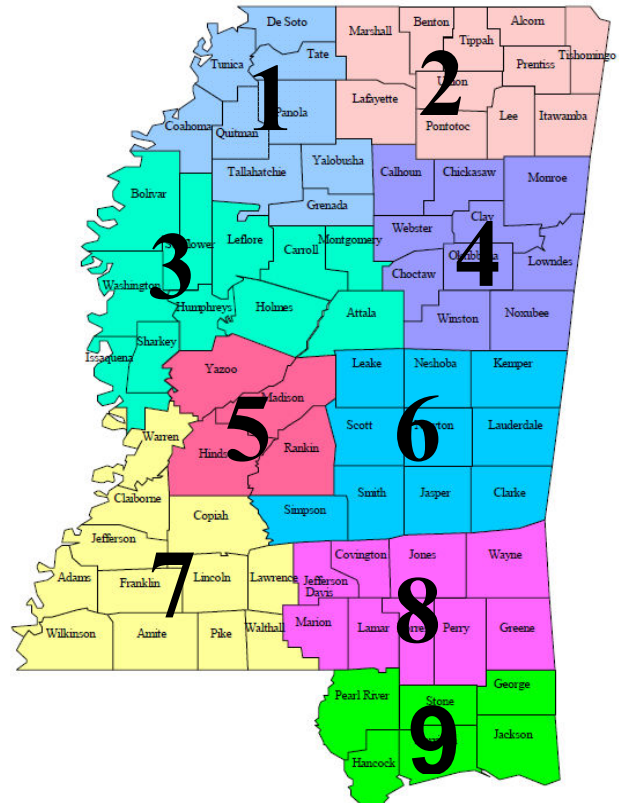 De Soto
Marshall
Benton
Alcorn
Tippah
Tishomingo
Tate
Tunica
1
2
Prentiss
Union
Panola
Lafayette
Lee
Itawamba
Coahoma
Quitman
Pontotoc
Tallahatchie
Yalobusha
Calhoun
Chickasaw
Monroe
Bolivar
Grenada
Clay
Webster
Sunflower
Leflore
Carroll
Montgomery
3
4
Lowndes
Choctaw
Washington
Humphreys
Holmes
Attala
Winston
Noxubee
Sharkey
Issaquena
Yazoo
Leake
Neshoba
Kemper
Madison
5
6
Scott
Newton
Lauderdale
Warren
Hinds
Rankin
Claiborne
Smith
Jasper
Clarke
Copiah
Simpson
Jefferson
Covington
Jones
Wayne
7
Adams
Franklin
Lincoln
Lawrence
Jefferson
Davis
8
Wilkinson
Amite
Pike
Walthall
Marion
Lamar
Perry
Greene
Pearl River
Stone
George
9
Hancock
Jackson